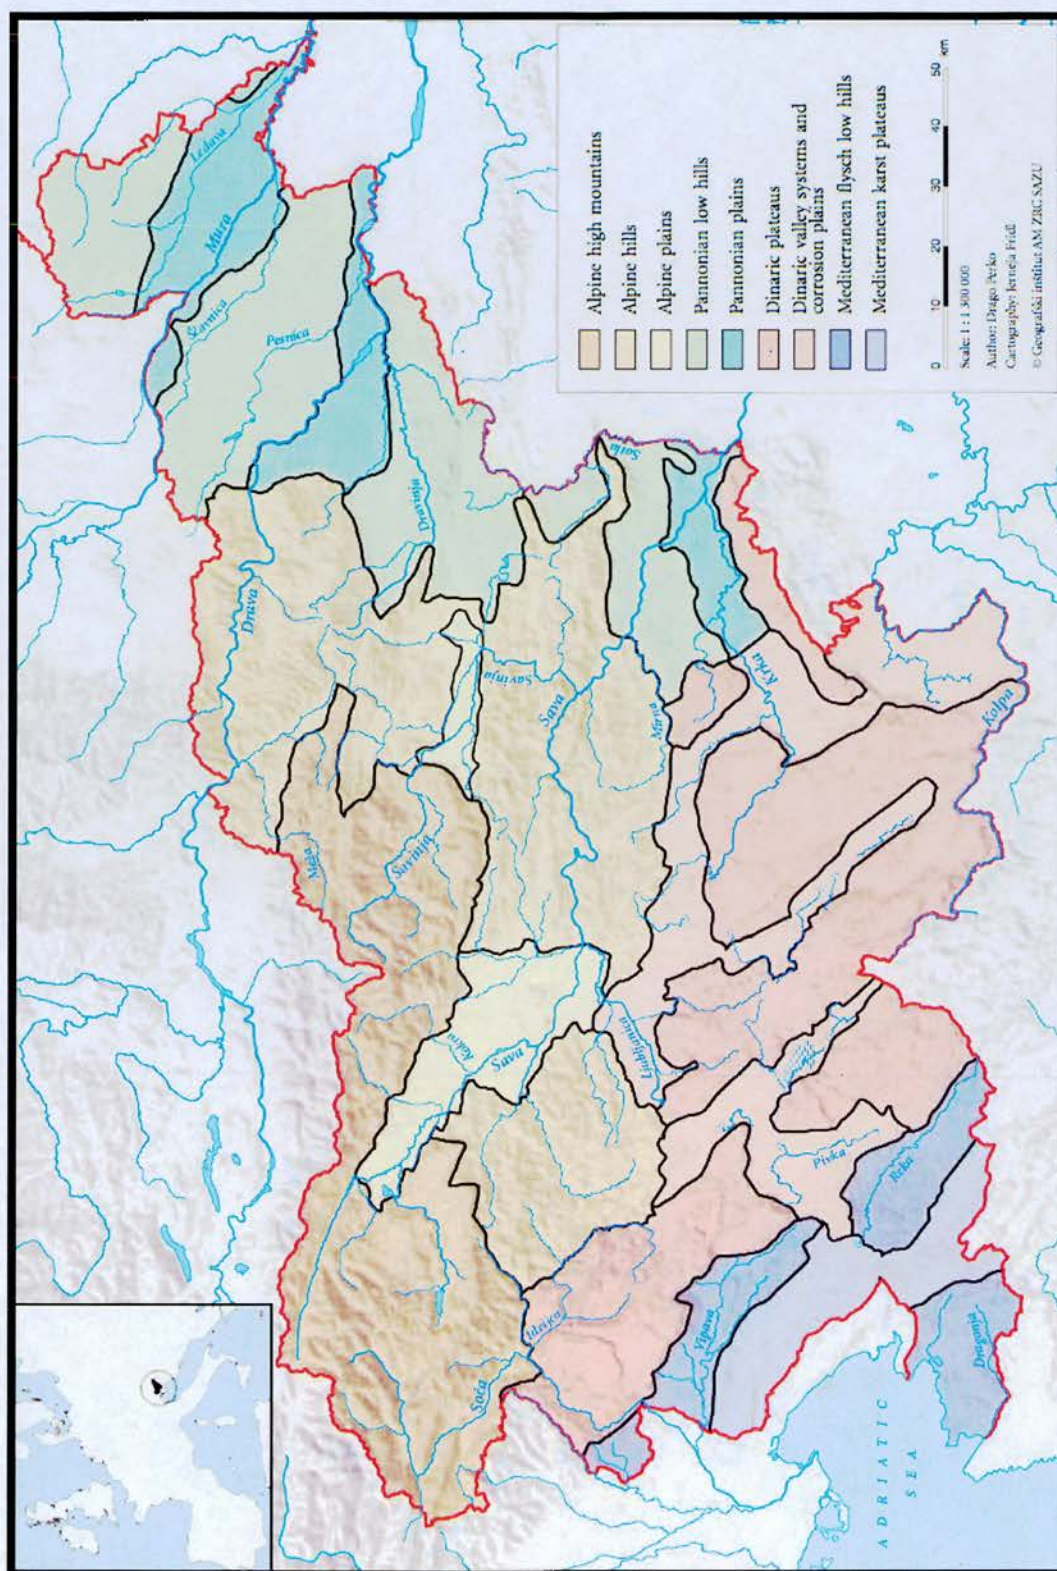 Ledava
Mura
Ščavnica
Pesnica
Drava
Dravinja
Sotla
Savinja
Sava
Mirna
Krka
Kolpa
Meža
Savinja
Kokra
Sava
Ljubljanica
Pivka
Reka
Idrijca
Soča
Vipava
Dragonja
ADRIATIC
SEA
Alpine high mountains
Alpine hills
Alpine plains
Pannonian low hills
Pannonian plains
Dinaric plateaus
Dinaric valley systems and
corrosion plains
Mediterranean flysch low hills
Mediterranean karst plateaus
0 10 20 30 40 50 km
Scale: 1 : 1 300 000
Author: Drago Perko
Cartography: Jerneja Fridl
© Geografski inštitut AM ZRC SAZU